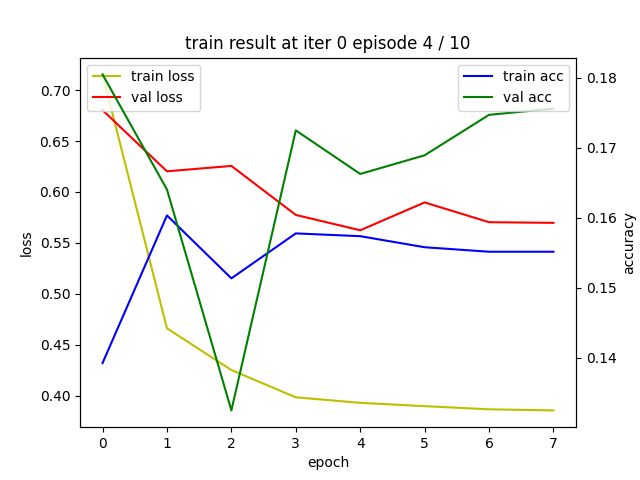 train result at iter 0 episode 4 / 10
train loss
val loss
train acc
val acc
0.70
0.65
0.60
0.55
0.50
0.45
0.40
loss
0.18
0.17
0.16
0.15
0.14
accuracy
0 1 2 3 4 5 6 7
epoch